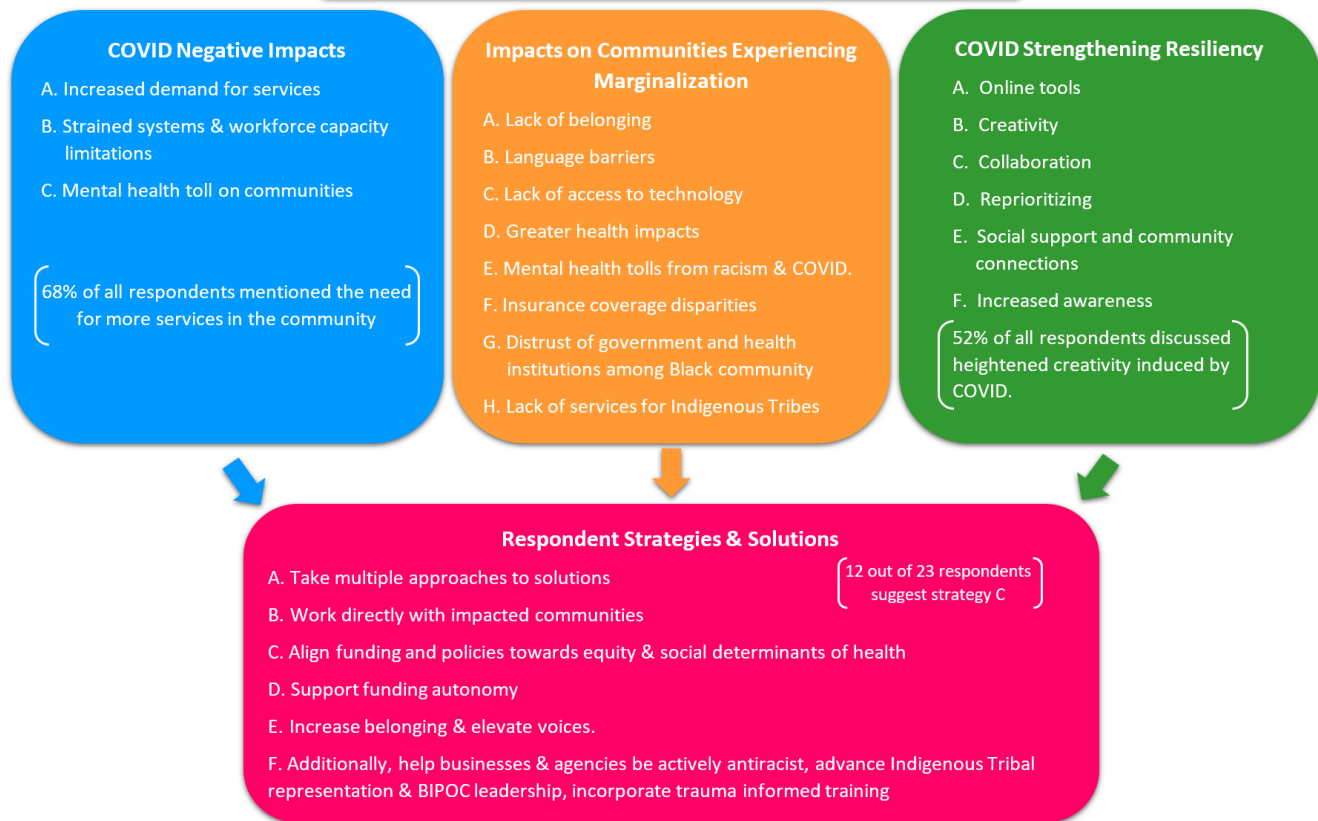 COVID Negative Impacts
A. Increased demand for services
B. Strained systems & workforce capacity
limitations
C. Mental health toll on communities
68% of all respondents mentioned the need
for more services in the community
Impacts on Communities Experiencing
Marginalization
A. Lack of belonging
B. Language barriers
C. Lack of access to technology
D. Greater health impacts
E. Mental health tolls from racism & COVID.
F. Insurance coverage disparities
G. Distrust of government and health
institutions among Black community
H. Lack of services for Indigenous Tribes
COVID Strengthening Resiliency
A. Online tools
B. Creativity
C. Collaboration
D. Reprioritizing
E. Social support and community
connections
F. Increased awareness
52% of all respondents discussed
heightened creativity induced by
COVID.
Respondent Strategies & Solutions
A. Take multiple approaches to solutions
12 out of 23 respondents
suggest strategy C
B. Work directly with impacted communities
C. Align funding and policies towards equity & social determinants of health
D. Support funding autonomy
E. Increase belonging & elevate voices.
F. Additionally, help businesses & agencies be actively antiracist, advance Indigenous Tribal
representation & BIPOC leadership, incorporate trauma informed training